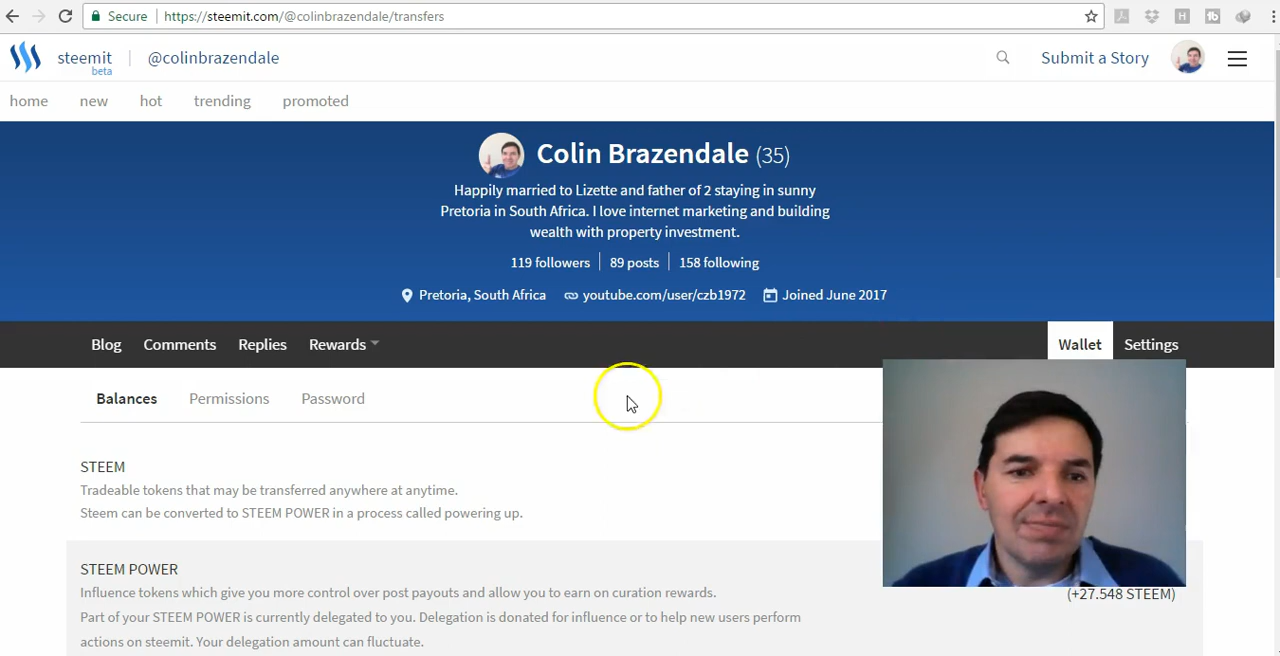 Secure https://steemit.com/@colinbrazendale/transfers
steemit beta @colinbrazendale Submit a Story
home new hot trending promoted
Colin Brazendale (35)
Happily married to Lizette and father of 2 staying in sunny
Pretoria in South Africa. I love internet marketing and building
wealth with property investment.
119 followers 89 posts 158 following
Pretoria, South Africa youtube.com/user/czb1972 Joined June 2017
Blog Comments Replies Rewards Wallet Settings
Balances Permissions Password
STEEM
Tradeable tokens that may be transferred anywhere at anytime.
Steem can be converted to STEEM POWER in a process called powering up.
STEEM POWER
Influence tokens which give you more control over post payouts and allow you to earn on curation rewards.
(+27.548 STEEM)
Part of your STEEM POWER is currently delegated to you. Delegation is donated for influence or to help new users perform
actions on steemit. Your delegation amount can fluctuate.